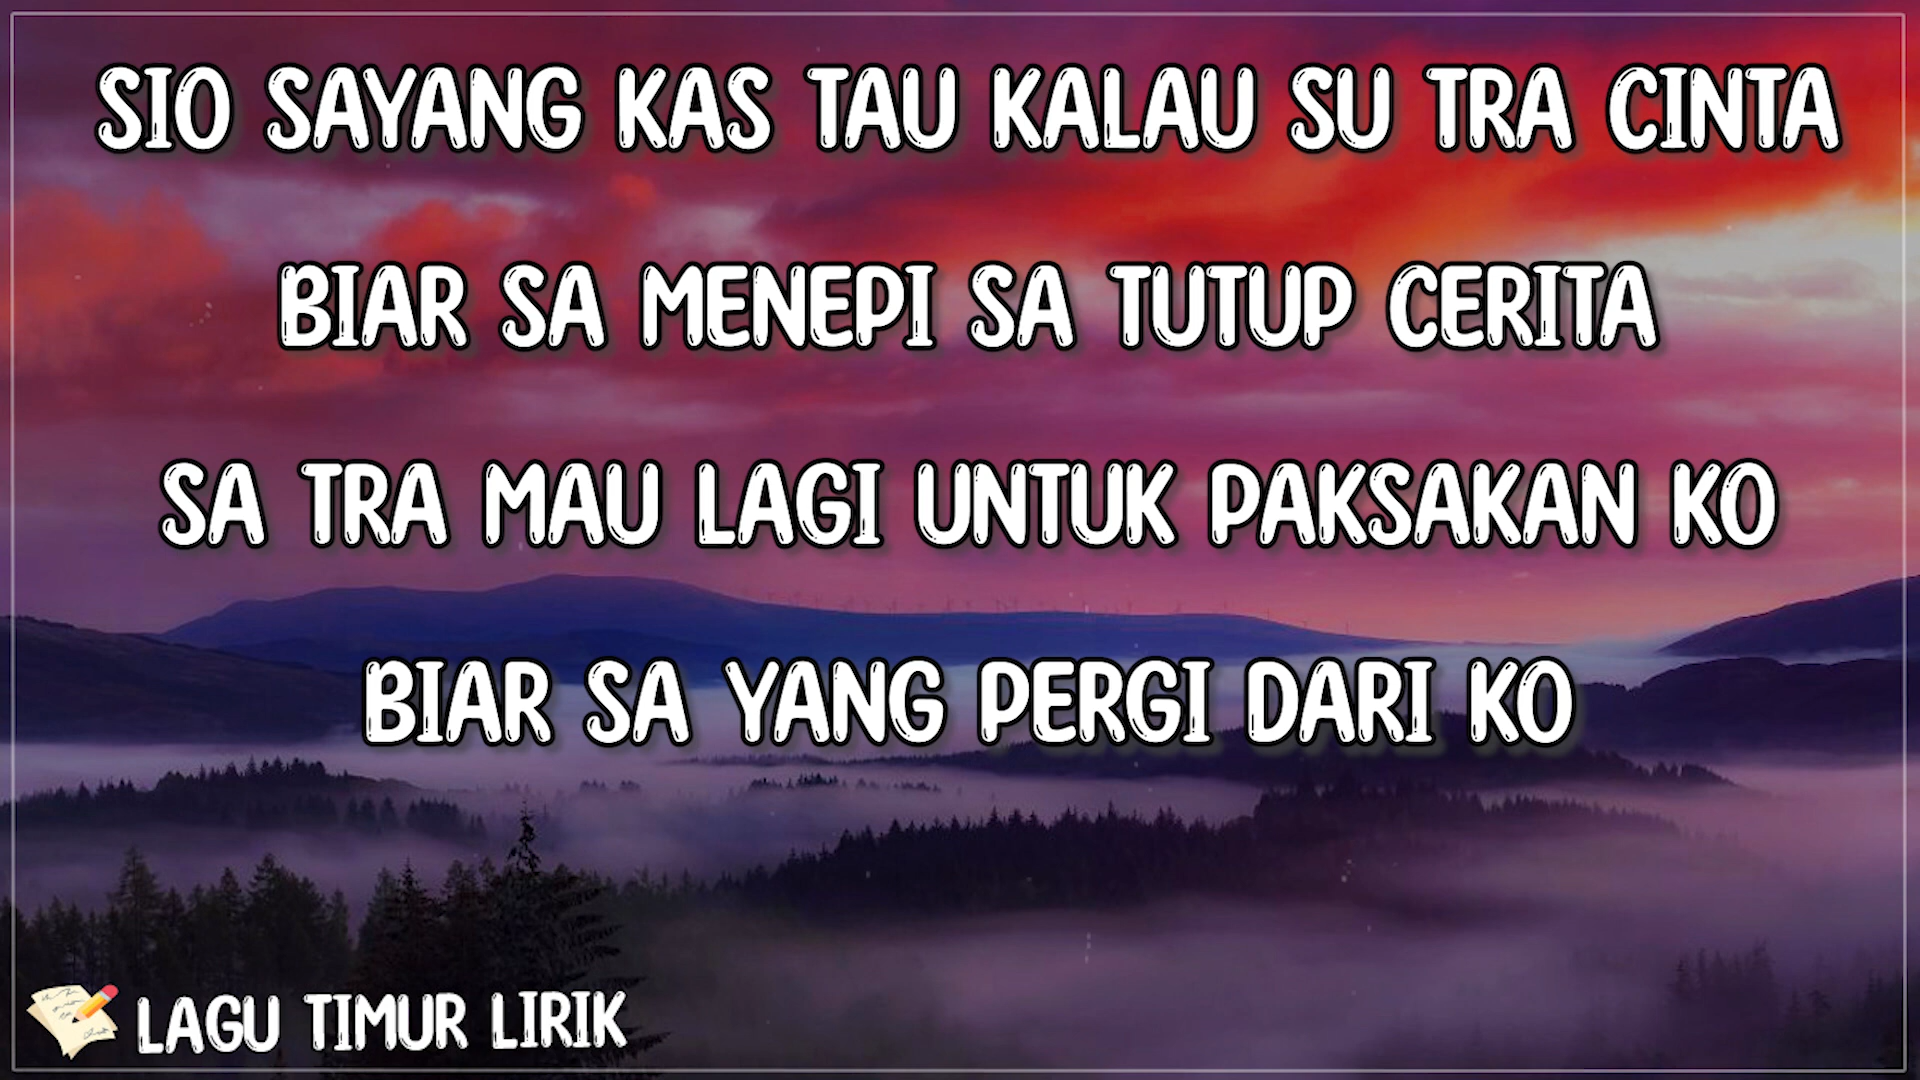 SIO SAYANG KAS TAU KALAU SU TRA CINTA
BIAR SA MENEPI SA TUTUP CERITA
SA TRA MAU LAGI UNTUK PAKSAKAN KO
BIAR SA YANG PERGI DARI KO
LAGU TIMUR LIRIK